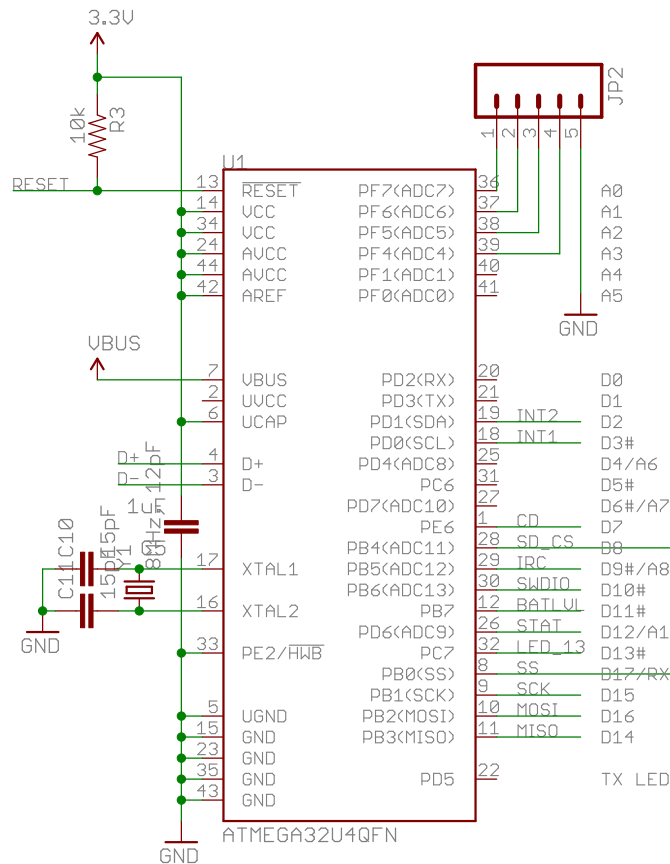 3.3V
10k
R3
RESET
JP2
1
2
3
4
5
U1
13 RESET PF7(ADC7) 36 A0
14 VCC PF6(ADC6) 37 A1
34 VCC PF5(ADC5) 38 A2
24 AVCC PF4(ADC4) 39 A3
44 AVCC PF1(ADC1) 40 A4
42 AREF PF0(ADC0) 41 A5
GND
VBUS
7 VBUS PD2(RX) 20 D0
2 UVCC PD3(TX) 21 D1
6 UCAP PD1(SDA) 19 INT2 D2
PD0(SCL) 18 INT1 D3#
D+ 4 D+ PD4(ADC8) 25 D4/A6
D- 3 D- PC6 31 D5#
PD7(ADC10) 27 D6#/A7
1uF
12pF
8MHz,
PE6 1 CD D7
PB4(ADC11) 28 SD_CS D8
C10
15pF
Y1
17 XTAL1 PB5(ADC12) 29 IRC D9#/A8
PB6(ADC13) 30 SWDIO D10#
C11
15pF
16 XTAL2 PB7 12 BATLVL D11#
PD6(ADC9) 26 STAT D12/A1
GND
33 PE2/HWB PC7 32 LED_13 D13#
PB0(SS) 8 SS D17/RX
PB1(SCK) 9 SCK D15
5 UGND PB2(MOSI) 10 MOSI D16
15 GND PB3(MISO) 11 MISO D14
23 GND
35 GND PD5 22 TX LED
43 GND
ATMEGA32U4QFN
GND